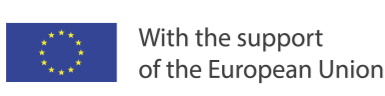 With the support
of the European Union